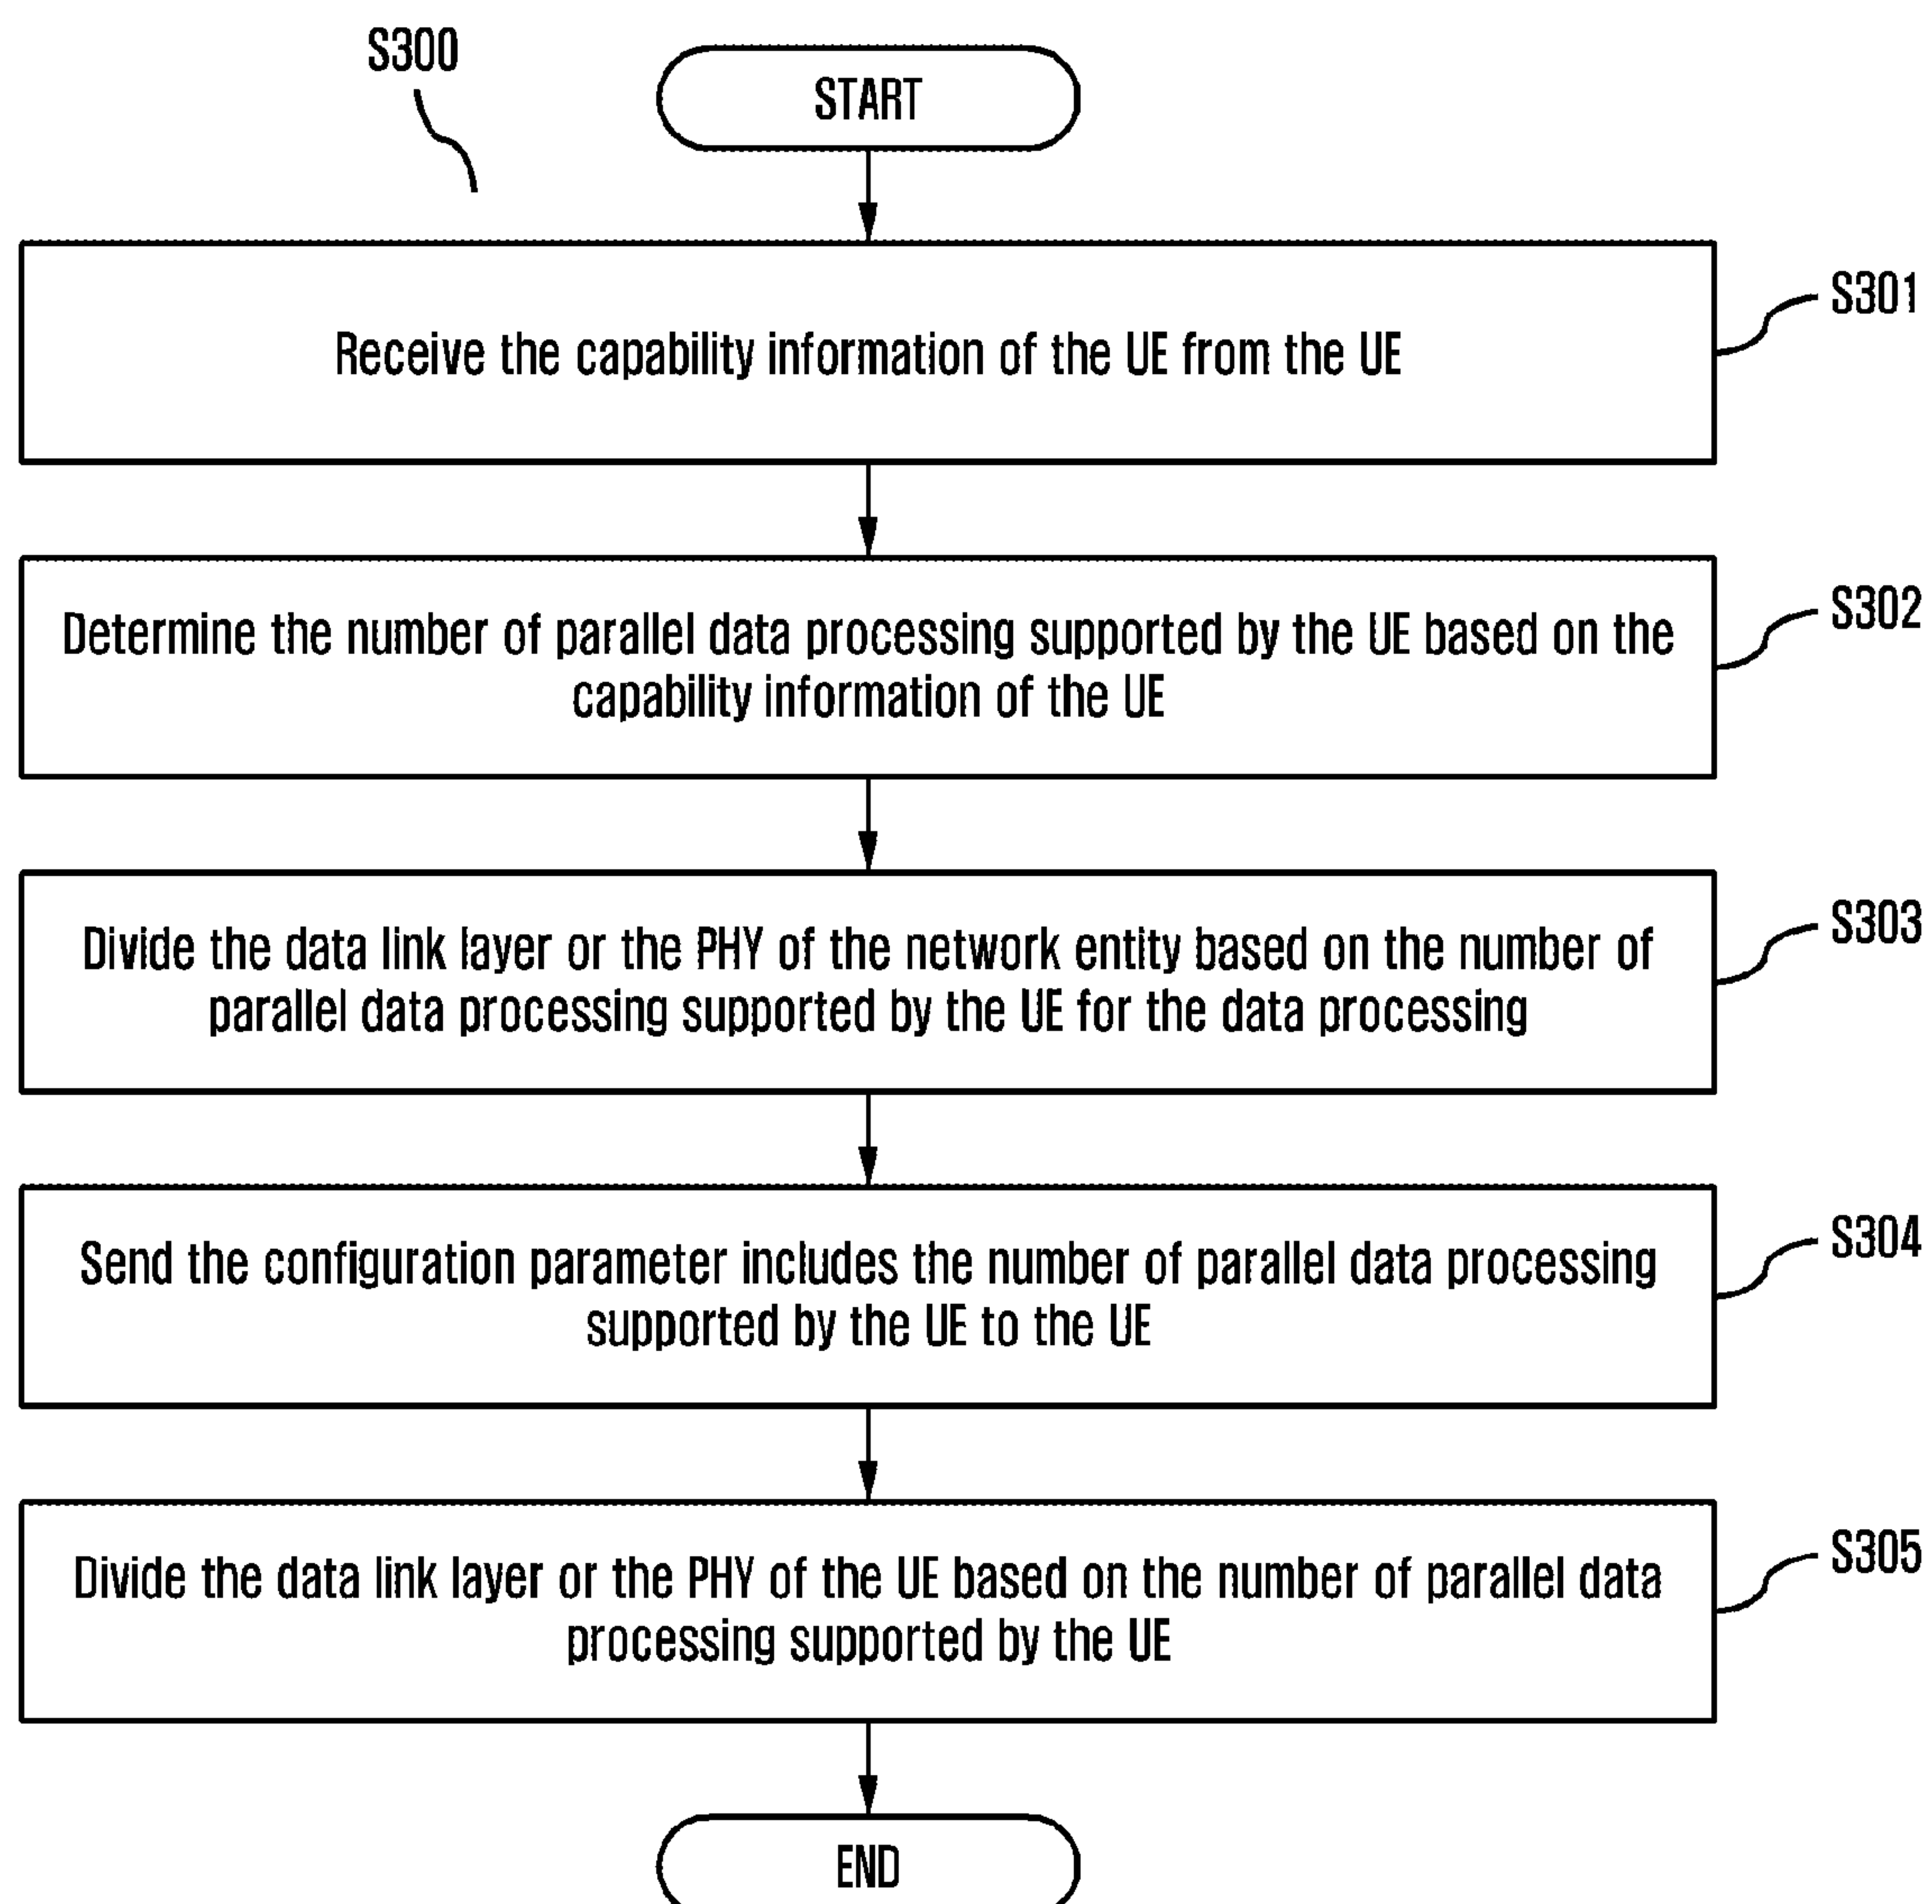 S300
START
Receive the capability information of the UE from the UE
S301
Determine the number of parallel data processing supported by the UE based on the
capability information of the UE
S302
Divide the data link layer or the PHY of the network entity based on the number of
parallel data processing supported by the UE for the data processing
S303
Send the configuration parameter includes the number of parallel data processing
supported by the UE to the UE
S304
Divide the data link layer or the PHY of the UE based on the number of parallel data
processing supported by the UE
S305
END